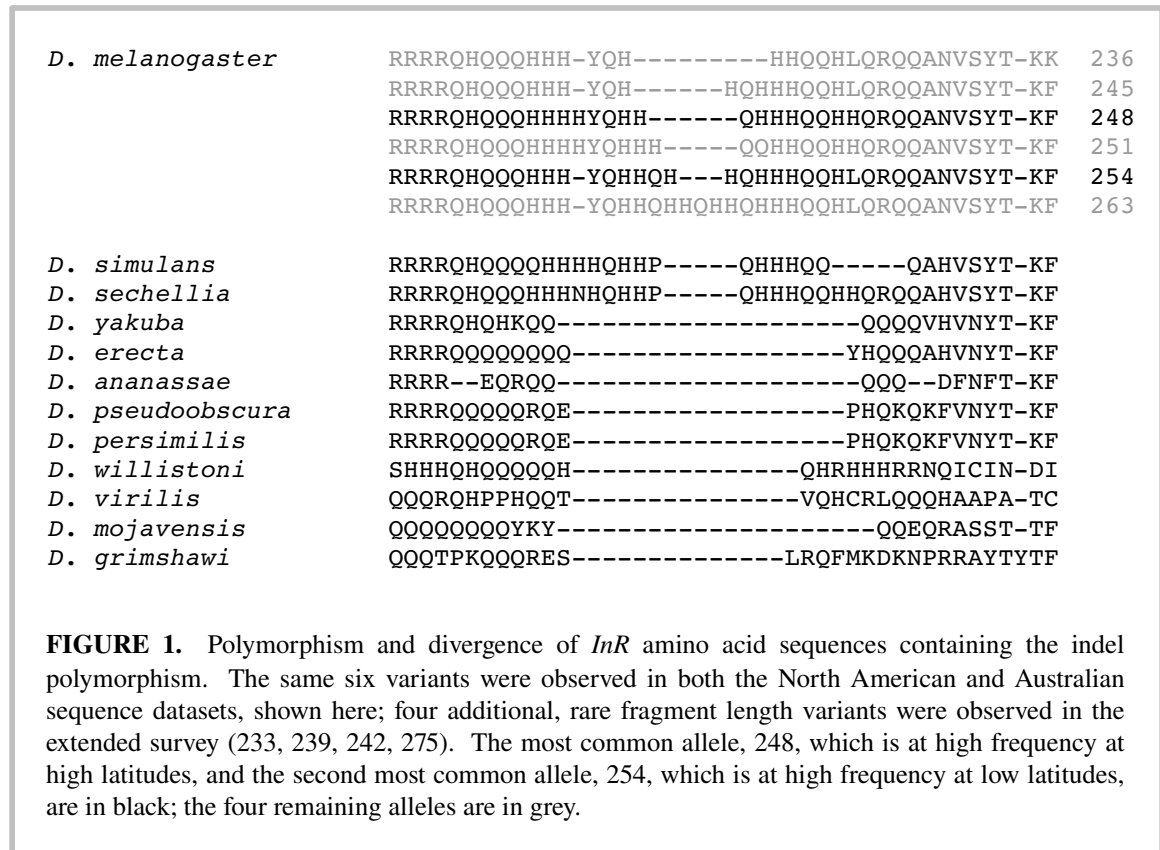 D. melanogaster RRRRQHQQQHHH-YQH---------HHQQHLQRQQANVSYT-KK 236
RRRRQHQQQHHH-YQH------HQHHHQQHLQRQQANVSYT-KF 245
RRRRQHQQQHHHHYQHH------QHHHQQHHQRQQANVSYT-KF 248
RRRRQHQQQHHHHYQHHH-----QQHHQQHHQRQQANVSYT-KF 251
RRRRQHQQQHHH-YQHHQH---HQHHHQQHLQRQQANVSYT-KF 254
RRRRQHQQQHHH-YQHHQHHQHHQHHHQQHLQRQQANVSYT-KF 263
D. simulans RRRRQHQQQQHHHHQHHP-----QHHHQQ-----QAHVSYT-KF
D. sechellia RRRRQHQQQHHHNHQHHP-----QHHHQQHHQRQQAHVSYT-KF
D. yakuba RRRRQHQHKQQ--------------------QQQQVHVNYT-KF
D. erecta RRRRQQQQQQQQ------------------YHQQQAHVNYT-KF
D. ananassae RRRR--EQRQQ--------------------QQQ--DFNFT-KF
D. pseudoobscura RRRRQQQQQRQE------------------PHQKQKFVNYT-KF
D. persimilis RRRRQQQQQRQE------------------PHQKQKFVNYT-KF
D. willistoni SHHHQHQQQQQH---------------QHRHHHRRNQICIN-DI
D. virilis QQQRQHPPHQQT---------------VQHCRLQQQHAAPA-TC
D. mojavensis QQQQQQQQYKY---------------------QQEQRASST-TF
D. grimshawi QQQTPKQQQRES--------------LRQFMKDKNPRRAYTYTF
FIGURE 1. Polymorphism and divergence of InR amino acid sequences containing the indel
polymorphism. The same six variants were observed in both the North American and Australian
sequence datasets, shown here; four additional, rare fragment length variants were observed in the
extended survey (233, 239, 242, 275). The most common allele, 248, which is at high frequency at
high latitudes, and the second most common allele, 254, which is at high frequency at low latitudes,
are in black; the four remaining alleles are in grey.